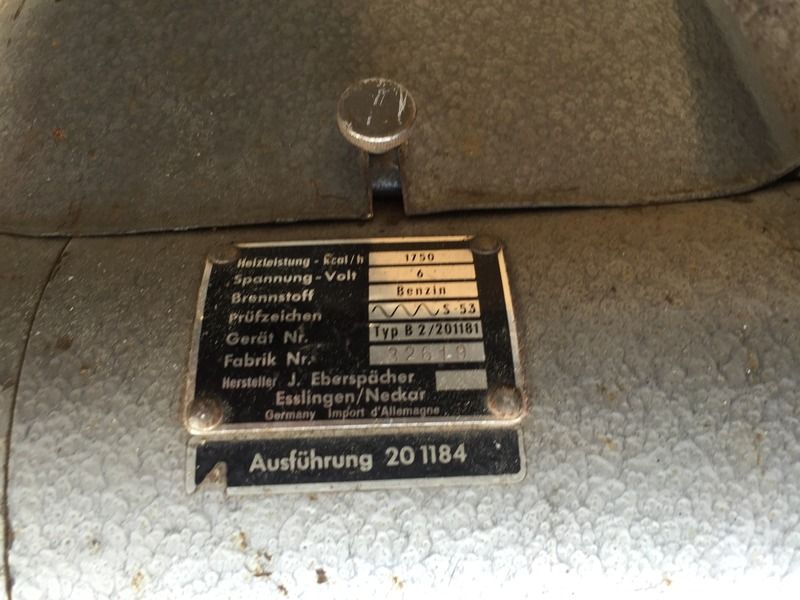 Heizleistung - kcal/h 1750
Spannung-Volt 6
Brennstoff Benzin
Prüfzeichen S 53
Gerät Nr. Typ B 2/201181
Fabrik Nr. 32619
Hersteller J. Eberspächer
Esslingen/Neckar
Germany Import d'Allemagne
Ausführung 20 1184